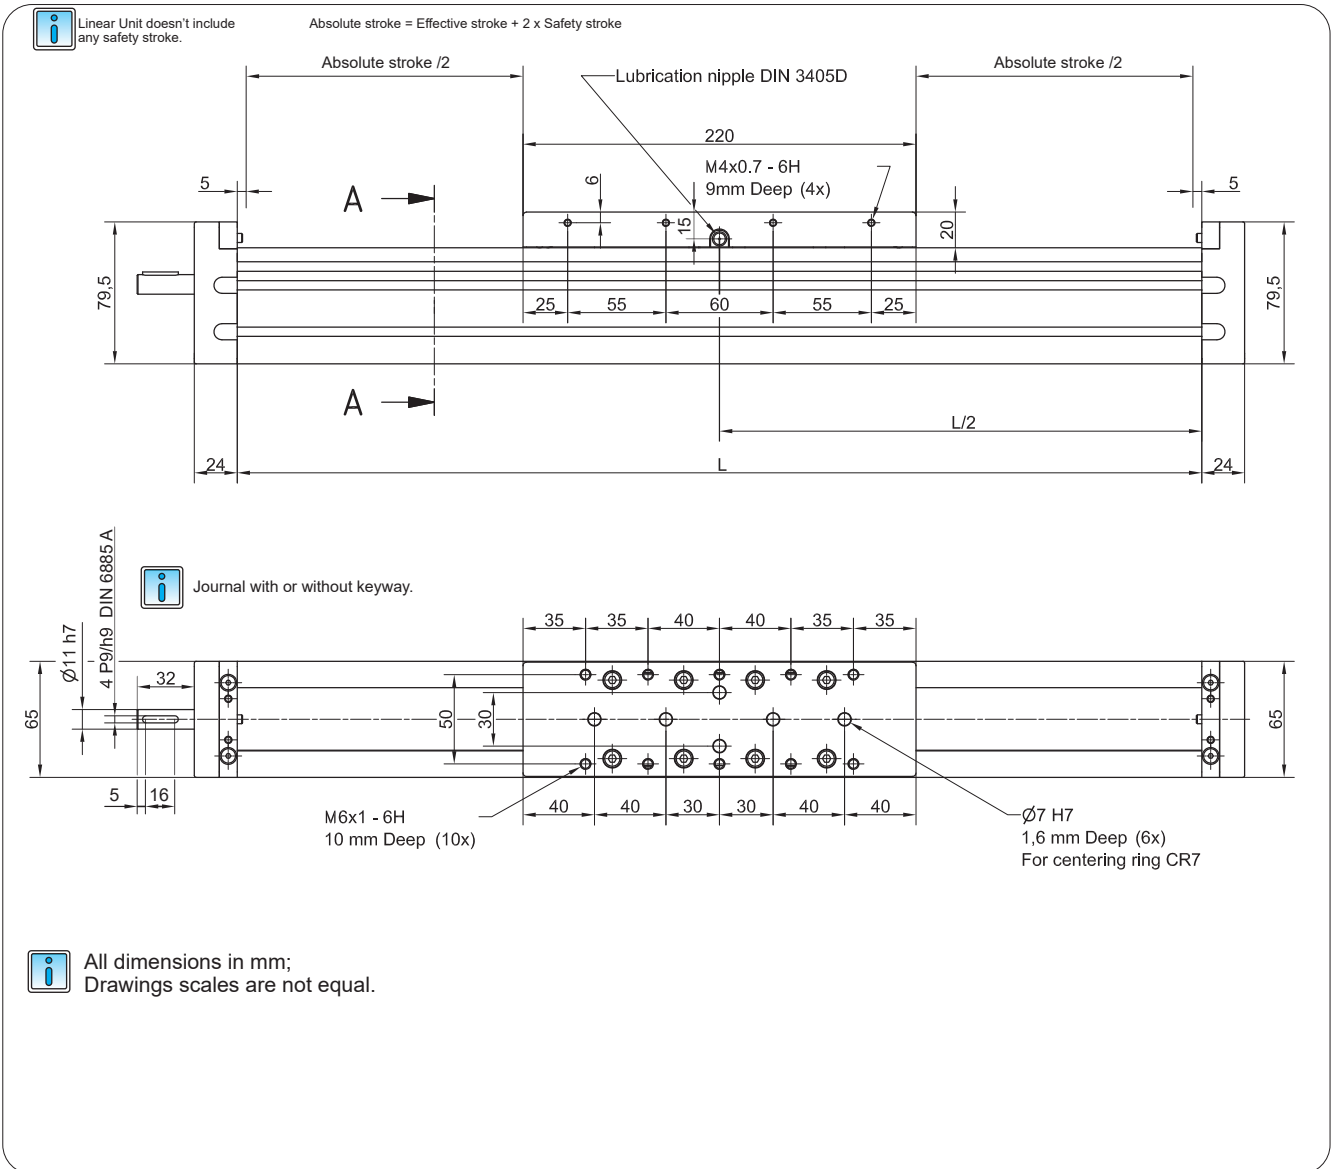 Linear Unit doesn't include
any safety stroke.
Absolute stroke = Effective stroke + 2 x Safety stroke
Absolute stroke /2
Lubrication nipple DIN 3405D
Absolute stroke /2
220
M4x0.7 - 6H
9mm Deep (4x)
5
A
6
15
20
5
79,5
79,5
25
55
60
55
25
A
L/2
24
L
24
Journal with or without keyway.
Ø11 h7
4 P9/h9 DIN 6885 A
35
35
40
40
35
35
32
65
50
30
65
5
16
40
40
30
30
40
40
M6x1 - 6H
10 mm Deep (10x)
Ø7 H7
1,6 mm Deep (6x)
For centering ring CR7
All dimensions in mm;
Drawings scales are not equal.